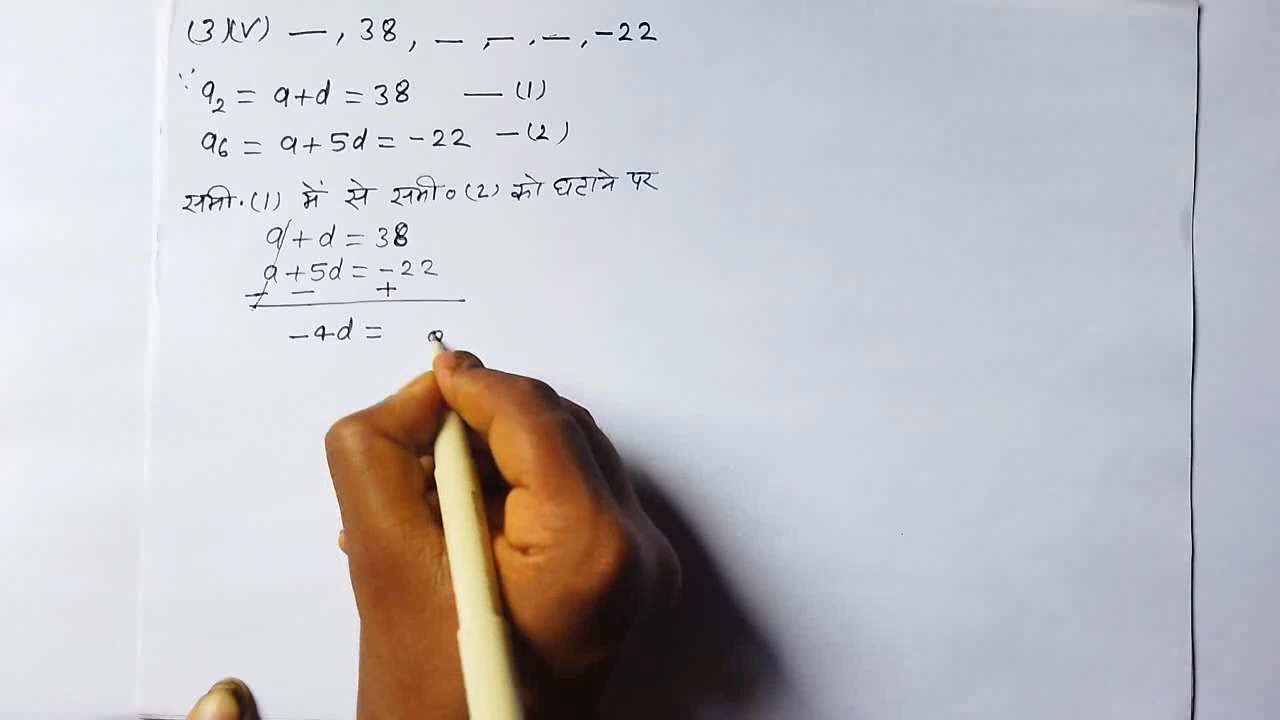 (3)(V) — , 38 , — , — , — , -22
∵ a₂ = a+d = 38 — (1)
a₆ = a+5d = -22 — (2)
समी·(1) में से समी०(2) को घटाने पर
a + d = 38
a + 5d = -22
- - +
-4d = 0